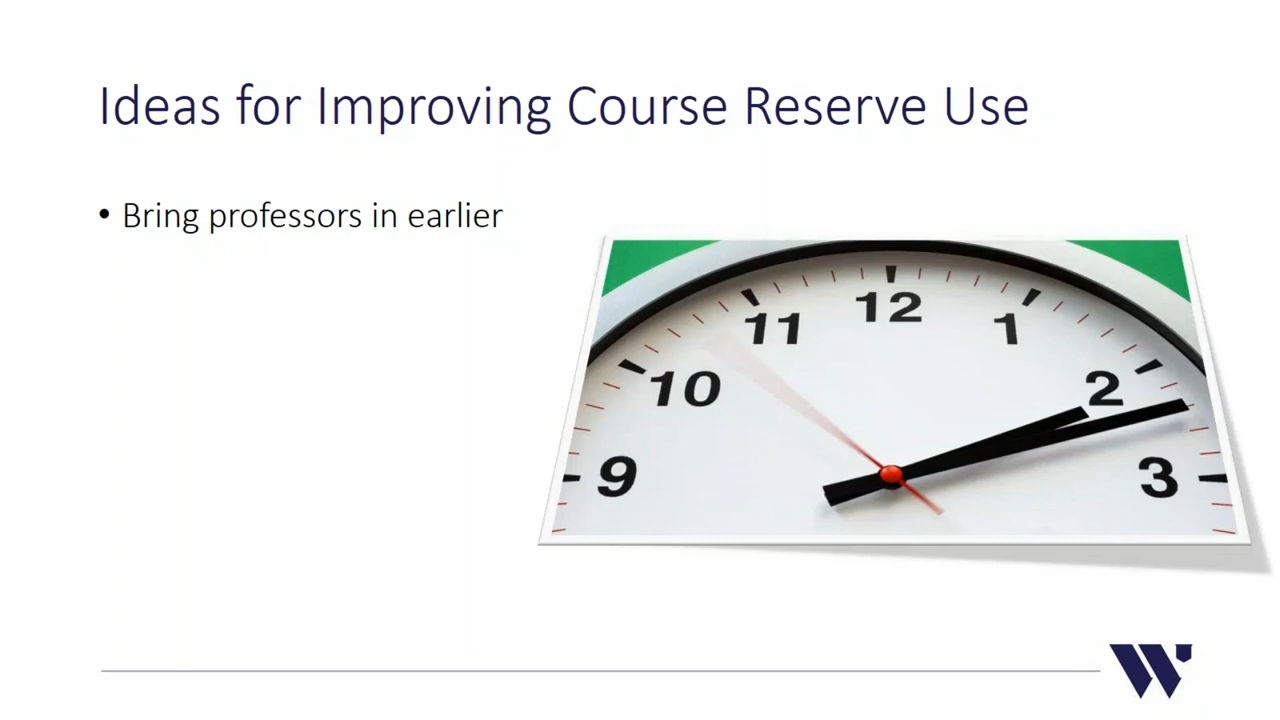 Ideas for Improving Course Reserve Use
• Bring professors in earlier
12
11
1
10
2
9
3
W